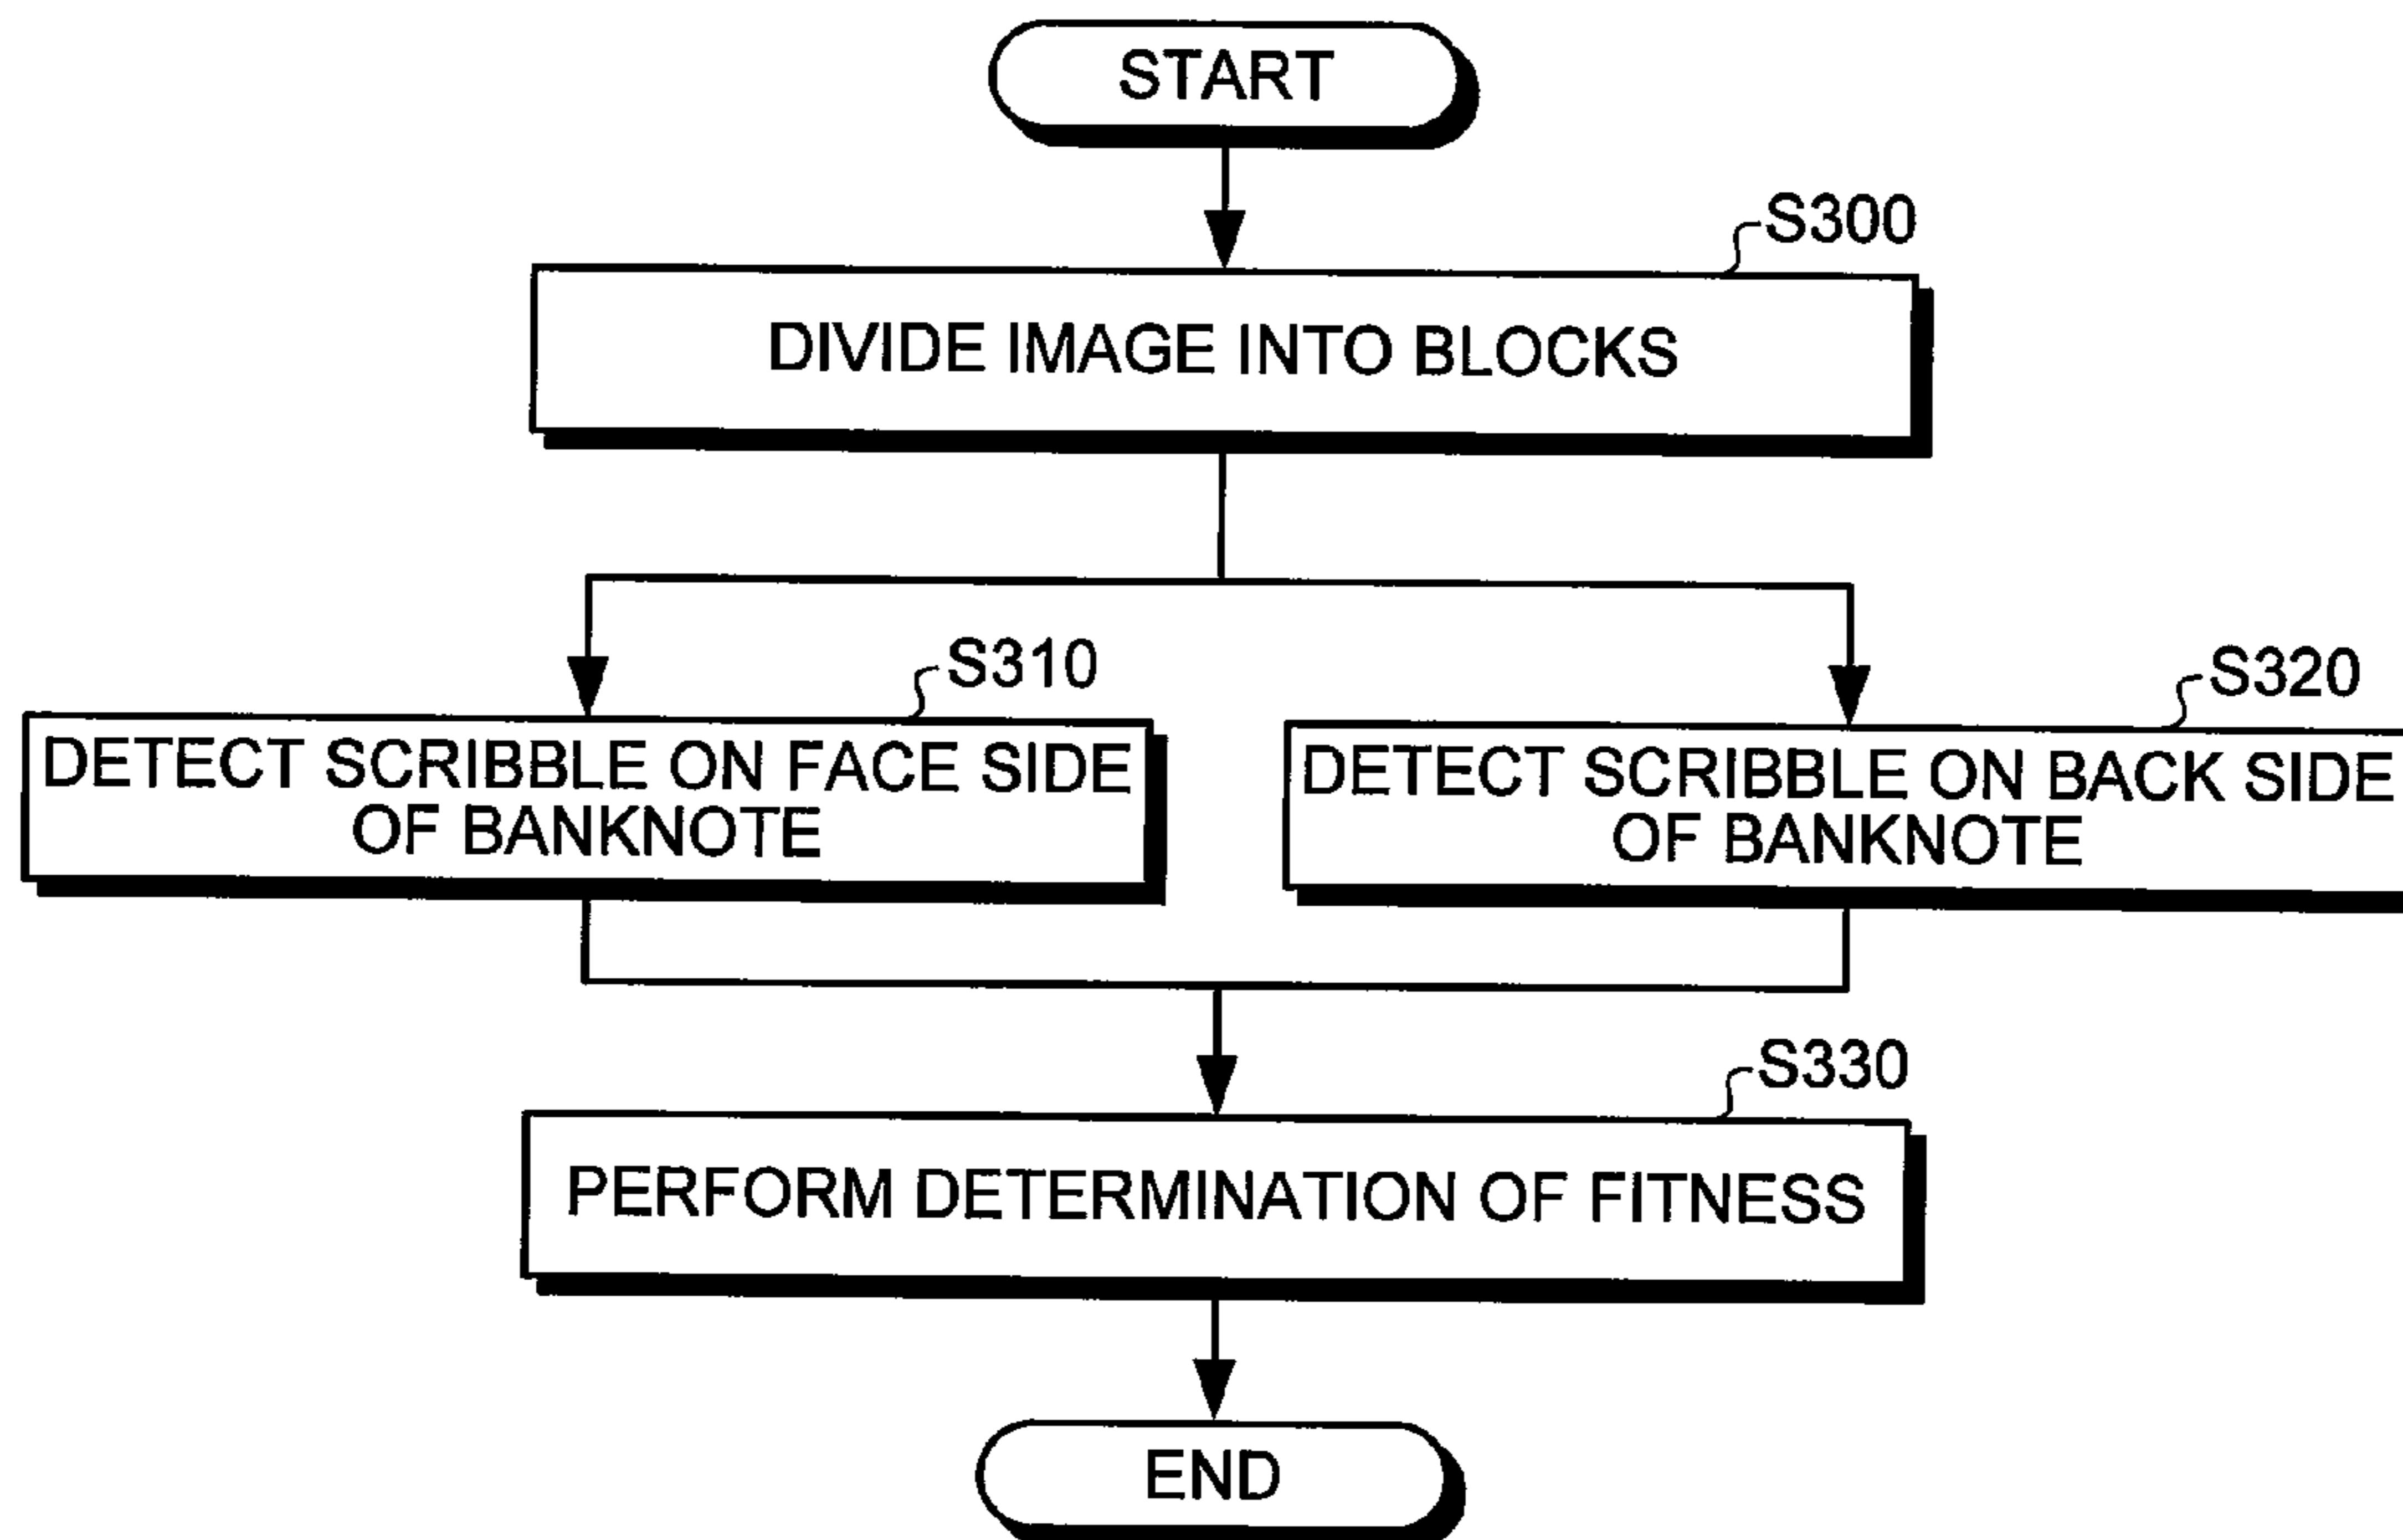 START
S300
DIVIDE IMAGE INTO BLOCKS
S310
DETECT SCRIBBLE ON FACE SIDE
OF BANKNOTE
S320
DETECT SCRIBBLE ON BACK SIDE
OF BANKNOTE
S330
PERFORM DETERMINATION OF FITNESS
END